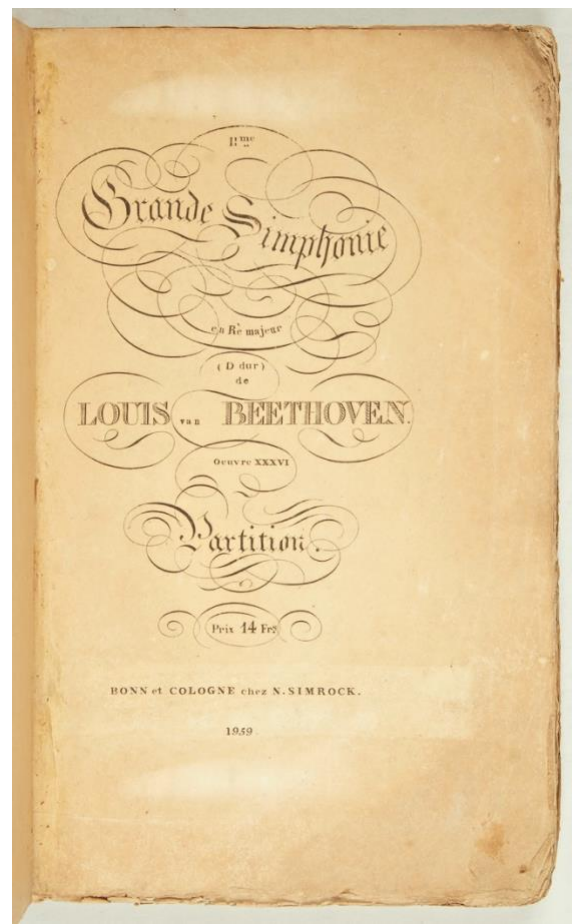 IIme
Grande Simphonie
en Ré majeur
(D dur)
de
LOUIS van BEETHOVEN.
Oeuvre XXXVI
Partition.
Prix 14 Frs
BONN et COLOGNE chez N. SIMROCK.
1959